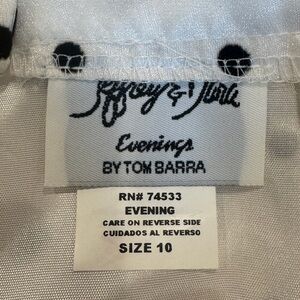 Jeffrey & Dara
Evenings
BY TOM BARRA
RN# 74533
EVENING
CARE ON REVERSE SIDE
CUIDADOS AL REVERSO
SIZE 10